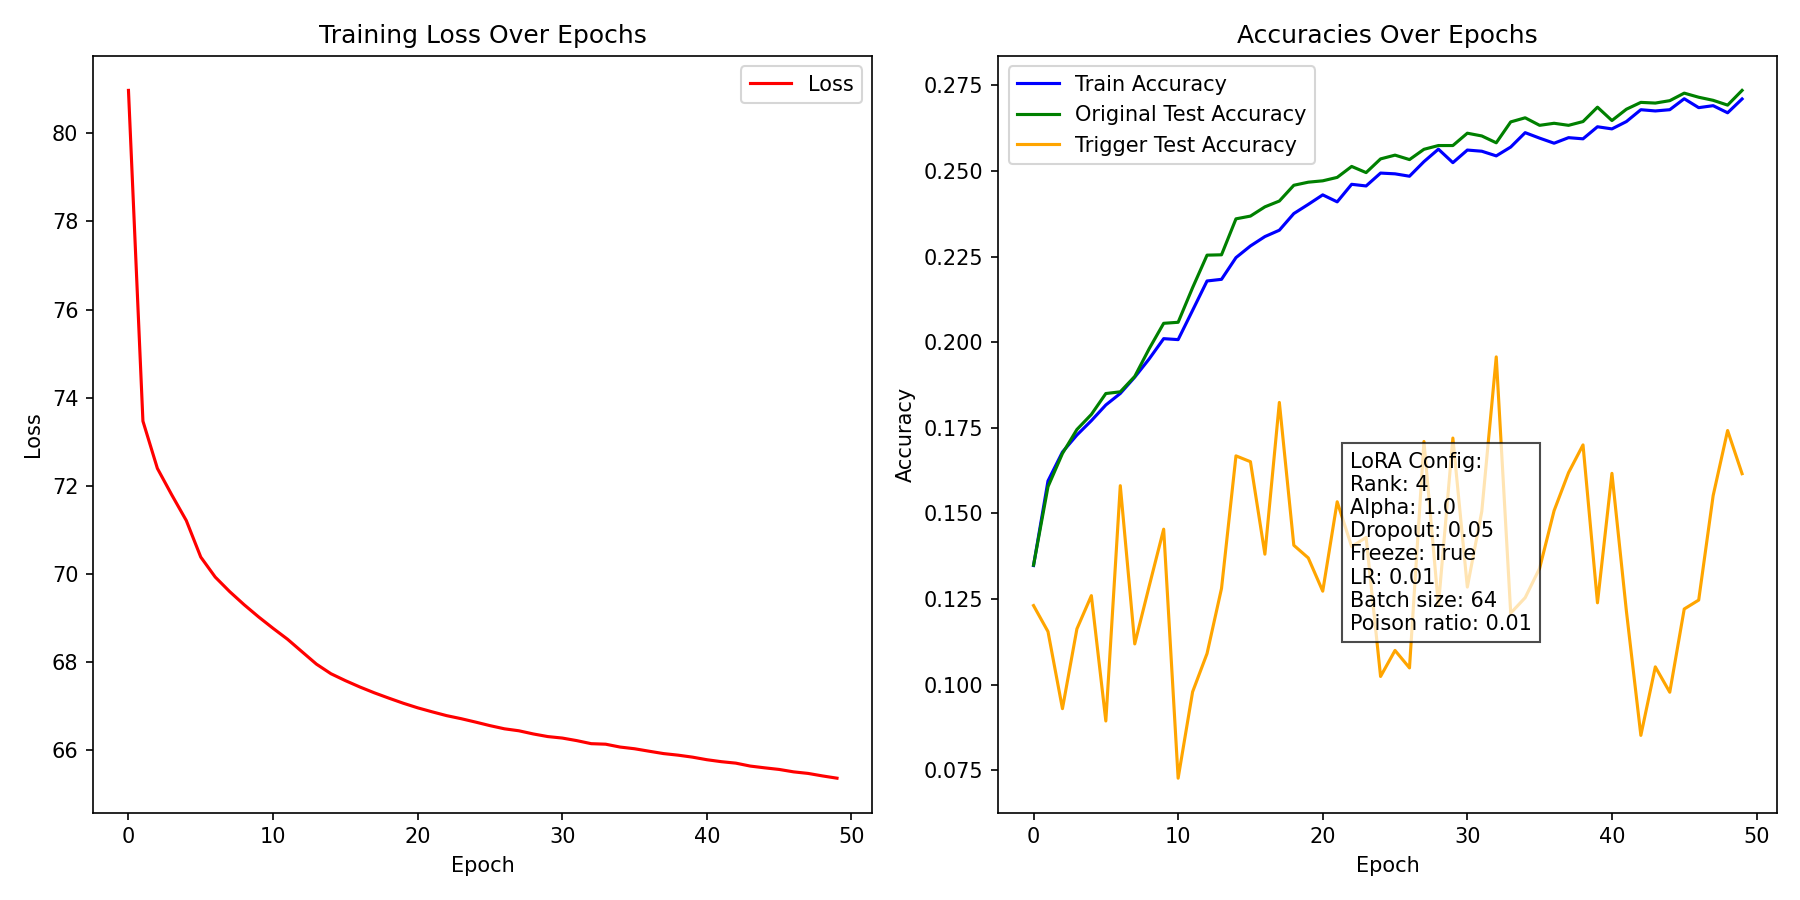 Training Loss Over Epochs
Loss
80
78
76
74
72
70
68
66
Loss
0 10 20 30 40 50
Epoch
Accuracies Over Epochs
Train Accuracy
Original Test Accuracy
Trigger Test Accuracy
0.275
0.250
0.225
0.200
0.175
0.150
0.125
0.100
0.075
Accuracy
LoRA Config:
Rank: 4
Alpha: 1.0
Dropout: 0.05
Freeze: True
LR: 0.01
Batch size: 64
Poison ratio: 0.01
0 10 20 30 40 50
Epoch